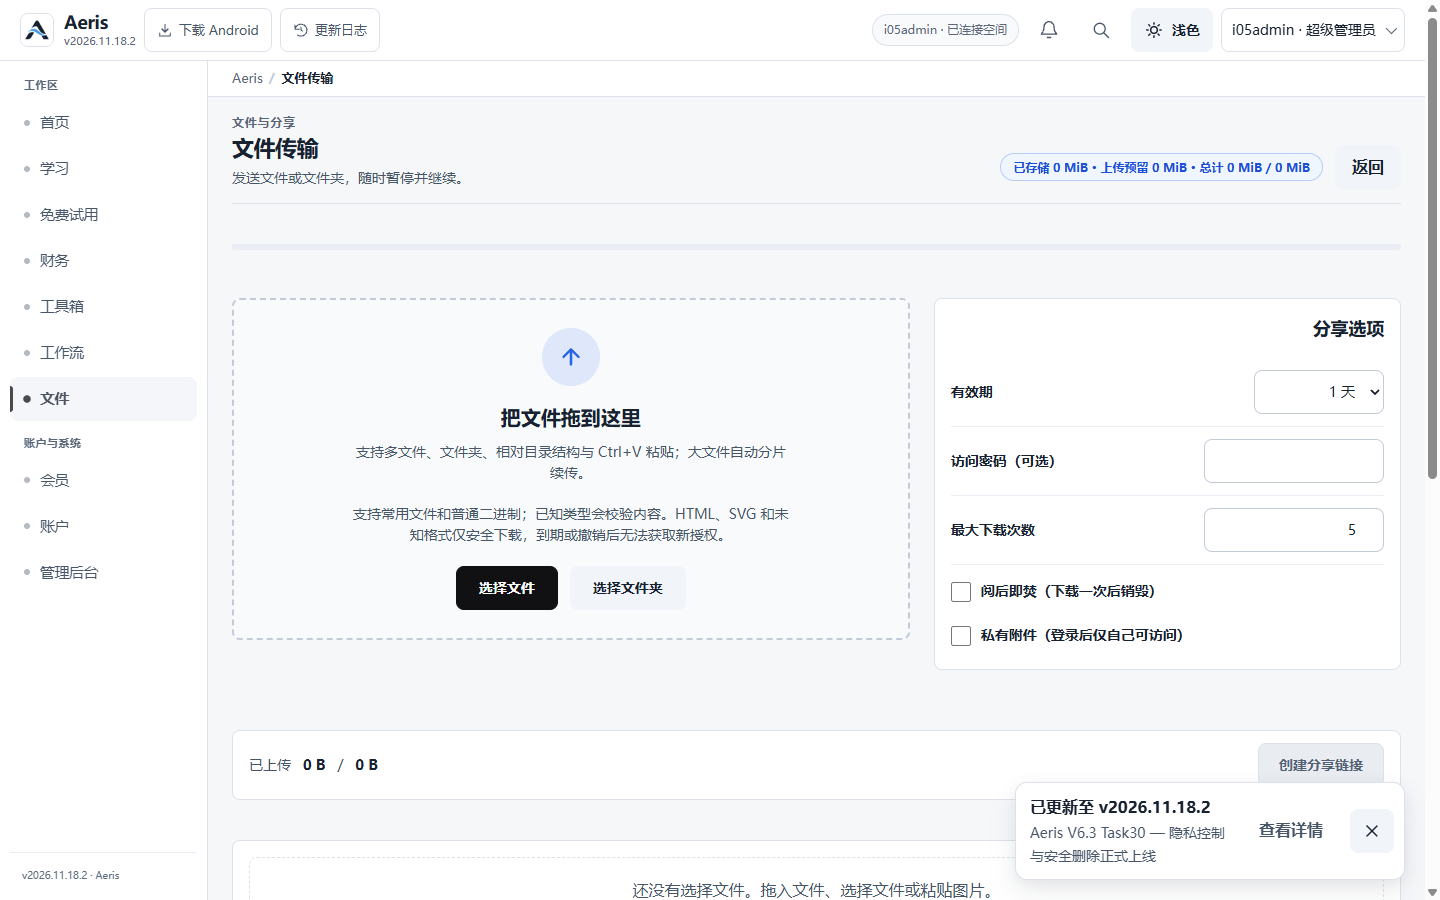 Aeris
v2026.11.18.2
下载 Android
更新日志
i05admin · 已连接空间
浅色
i05admin · 超级管理员
工作区
首页
学习
免费试用
财务
工具箱
工作流
文件
账户与系统
会员
账户
管理后台
v2026.11.18.2 · Aeris
Aeris / 文件传输
文件与分享
文件传输
发送文件或文件夹，随时暂停并继续。
已存储 0 MiB • 上传预留 0 MiB • 总计 0 MiB / 0 MiB
返回
把文件拖到这里
支持多文件、文件夹、相对目录结构与 Ctrl+V 粘贴；大文件自动分片
续传。
支持常用文件和普通二进制；已知类型会校验内容。HTML、SVG 和未
知格式仅安全下载，到期或撤销后无法获取新授权。
选择文件
选择文件夹
分享选项
有效期
1 天
访问密码（可选）
最大下载次数
5
阅后即焚（下载一次后销毁）
私有附件（登录后仅自己可访问）
已上传 0 B / 0 B
创建分享链接
还没有选择文件。拖入文件、选择文件或粘贴图片。
已更新至 v2026.11.18.2
Aeris V6.3 Task30 — 隐私控制
与安全删除正式上线
查看详情